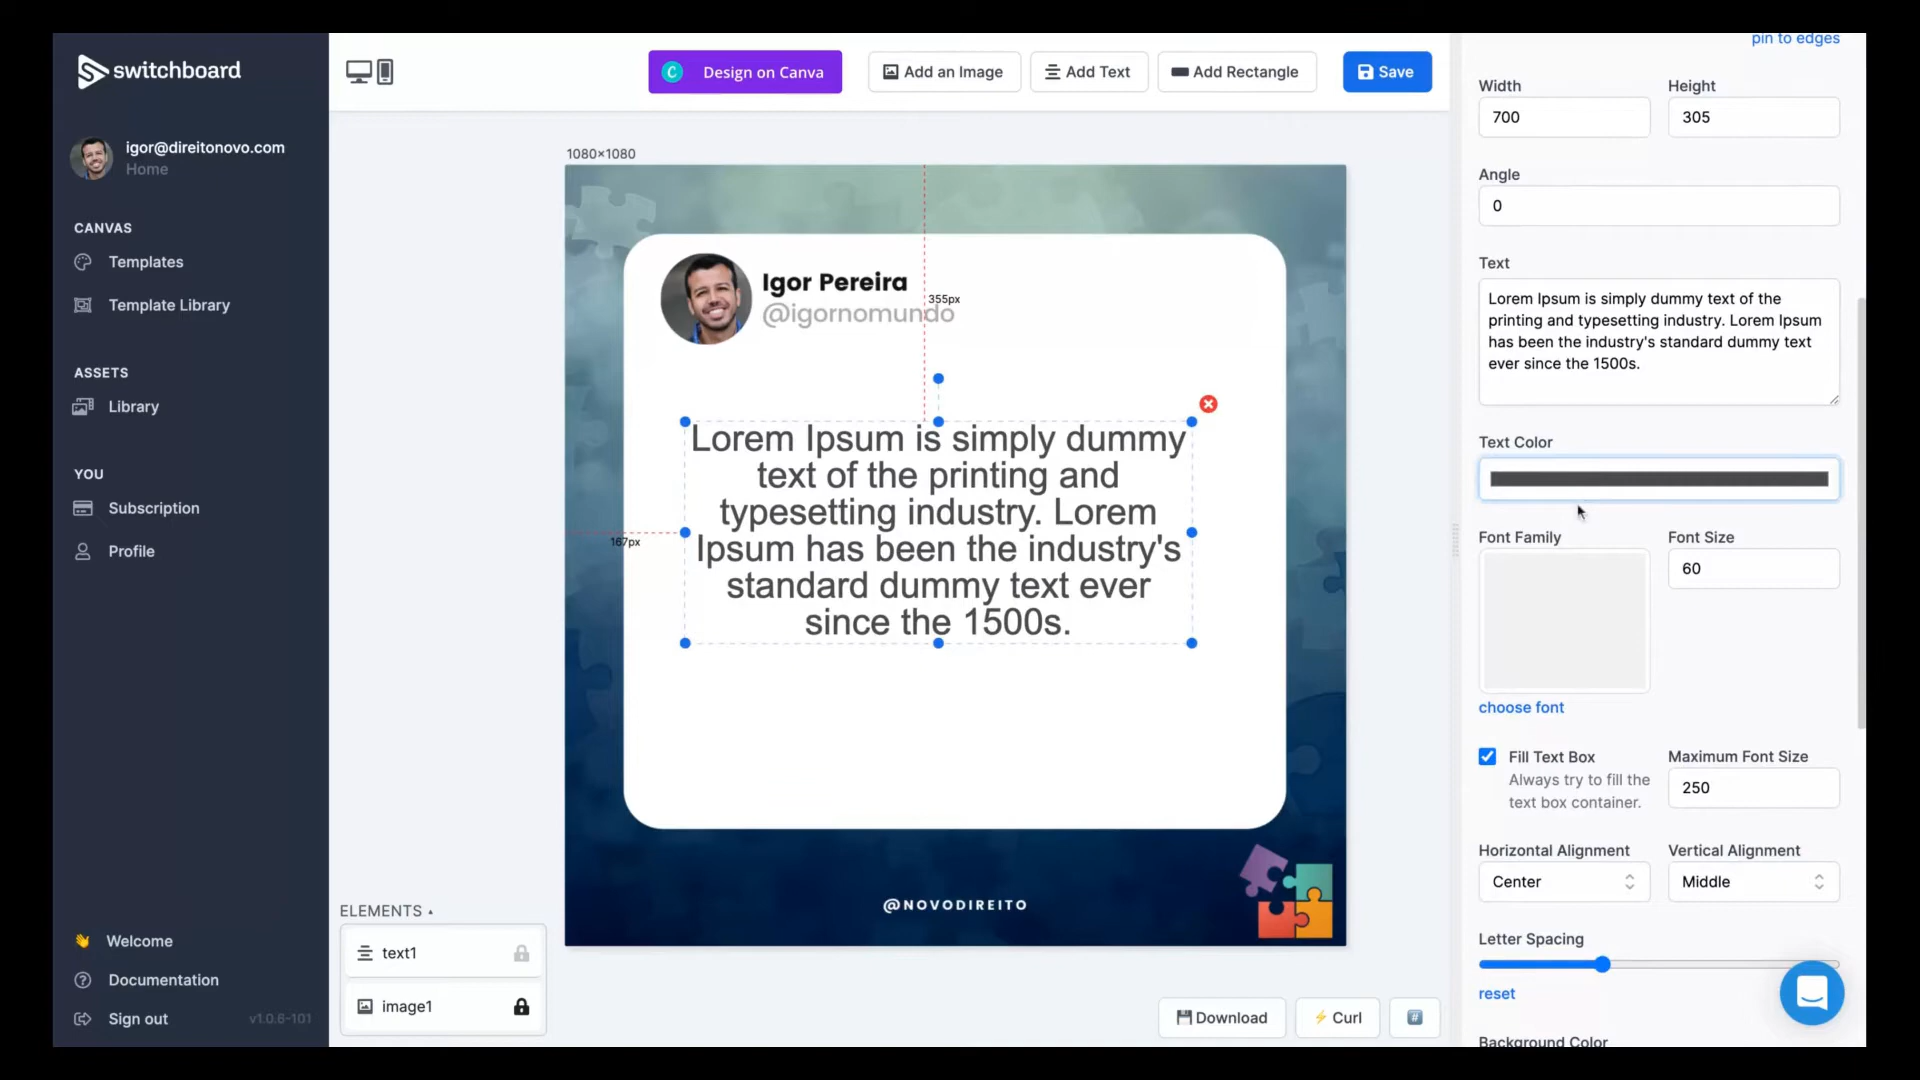 switchboard
igor@direitonovo.com
Home
CANVAS
Templates
Template Library
ASSETS
Library
YOU
Subscription
Profile
Welcome
Documentation
Sign out
v1.0.6-101
Design on Canva
Add an Image
Add Text
Add Rectangle
Save
1080×1080
Igor Pereira
@igornomundo
355px
167px
Lorem Ipsum is simply dummy
text of the printing and
typesetting industry. Lorem
Ipsum has been the industry's
standard dummy text ever
since the 1500s.
@NOVODIREITO
ELEMENTS
text1
image1
Download
Curl
#
pin to edges
Width
Height
700
305
Angle
0
Text
Lorem Ipsum is simply dummy text of the
printing and typesetting industry. Lorem Ipsum
has been the industry's standard dummy text
ever since the 1500s.
Text Color
Font Family
Font Size
60
choose font
Fill Text Box
Always try to fill the
text box container.
Maximum Font Size
250
Horizontal Alignment
Vertical Alignment
Center
Middle
Letter Spacing
reset
Background Color